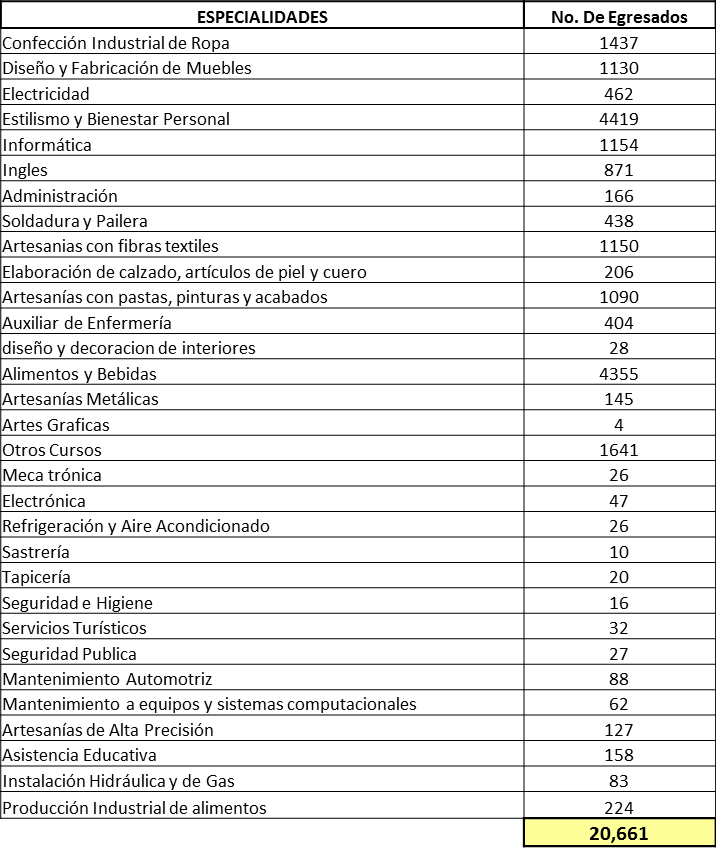 ESPECIALIDADES No. De Egresados
Confección Industrial de Ropa 1437
Diseño y Fabricación de Muebles 1130
Electricidad 462
Estilismo y Bienestar Personal 4419
Informática 1154
Ingles 871
Administración 166
Soldadura y Pailera 438
Artesanias con fibras textiles 1150
Elaboración de calzado, artículos de piel y cuero 206
Artesanías con pastas, pinturas y acabados 1090
Auxiliar de Enfermería 404
diseño y decoracion de interiores 28
Alimentos y Bebidas 4355
Artesanías Metálicas 145
Artes Graficas 4
Otros Cursos 1641
Meca trónica 26
Electrónica 47
Refrigeración y Aire Acondicionado 26
Sastrería 10
Tapicería 20
Seguridad e Higiene 16
Servicios Turísticos 32
Seguridad Publica 27
Mantenimiento Automotriz 88
Mantenimiento a equipos y sistemas computacionales 62
Artesanías de Alta Precisión 127
Asistencia Educativa 158
Instalación Hidráulica y de Gas 83
Producción Industrial de alimentos 224
20,661